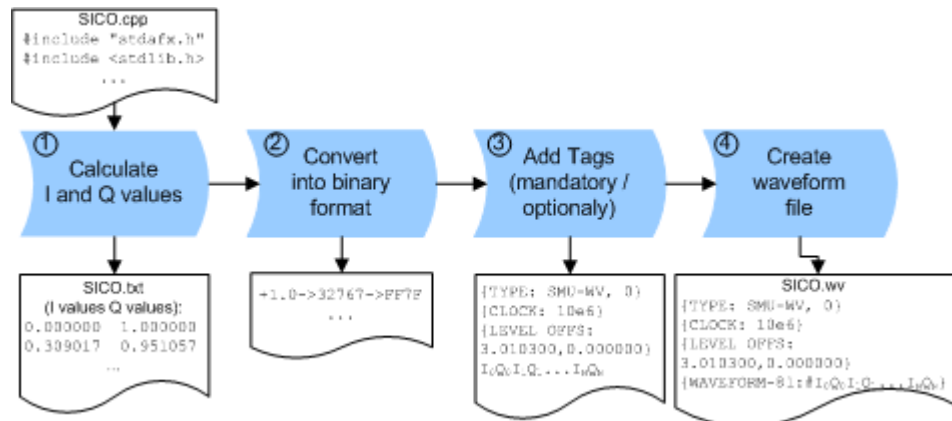 SICO.cpp
#include "stdafx.h"
#include <stdlib.h>
...
1
Calculate
I and Q values
2
Convert
into binary
format
3
Add Tags
(mandatory /
optionaly)
4
Create
waveform
file
SICO.txt
(I values Q values):
0.000000 1.000000
0.309017 0.951057
...
+1.0->32767->FF7F
...
{TYPE: SMU-WV, 0}
{CLOCK: 10e6}
{LEVEL OFFS:
3.010300,0.000000}
I₀Q₀I₁Q₁...IₙQₙ
SICO.wv
{TYPE: SMU-WV, 0}
{CLOCK: 10e6}
{LEVEL OFFS:
3.010300,0.000000}
{WAVEFORM-81:#I₀Q₀I₁Q₁...IₙQₙ}